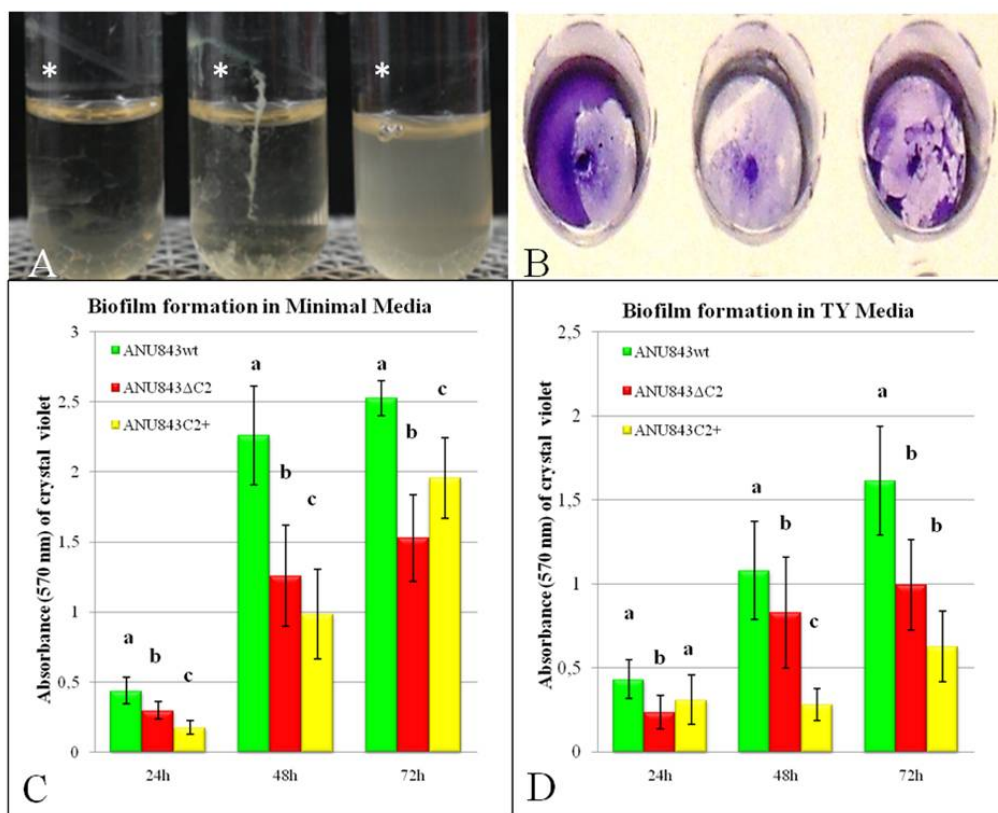 * * *
A
B
Biofilm formation in Minimal Media
3
2,5
2
1,5
1
0,5
0
Absorbance (570 nm) of crystal violet
ANU843wt
ANU843ΔC2
ANU843C2+
a b c
a b c
a b c
24h 48h 72h
C
Biofilm formation in TY Media
2,5
2
1,5
1
0,5
0
Absorbance (570 nm) of crystal violet
ANU843wt
ANU843ΔC2
ANU843C2+
a b a
a b c
a b b
24h 48h 72h
D